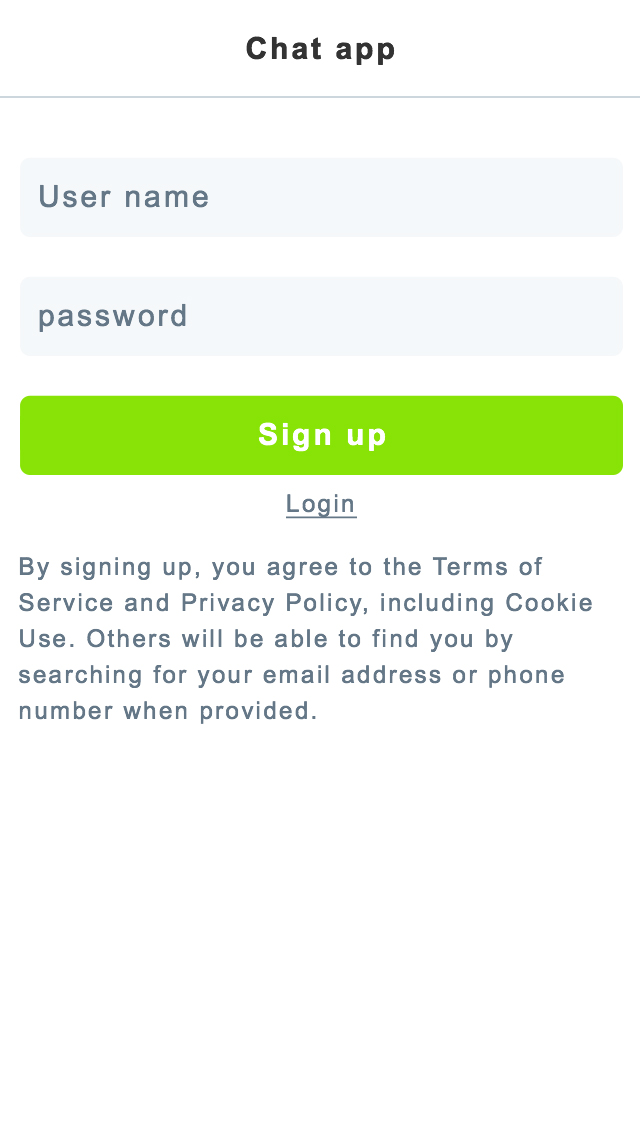 Chat app
User name
password
Sign up
Login
By signing up, you agree to the Terms of
Service and Privacy Policy, including Cookie
Use. Others will be able to find you by
searching for your email address or phone
number when provided.